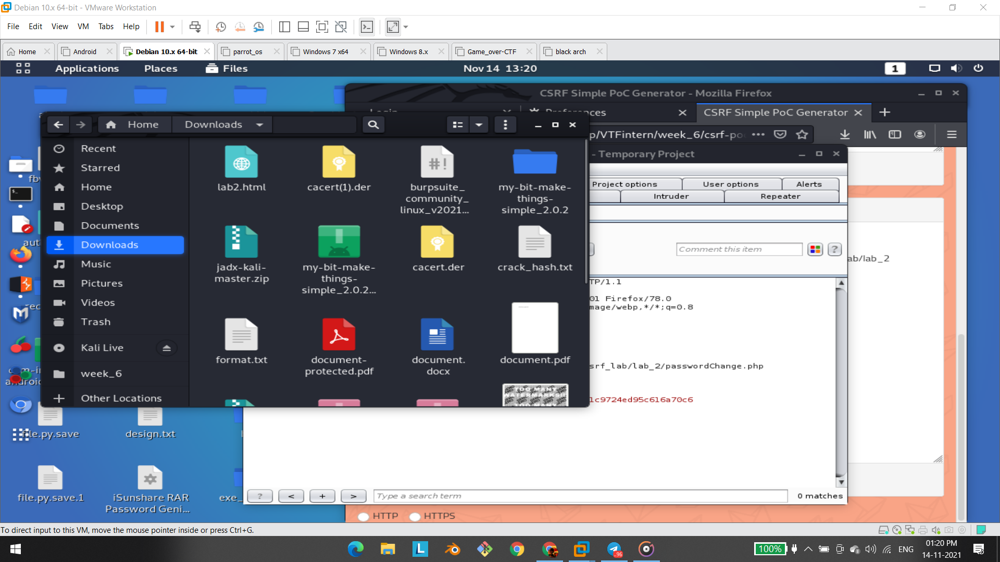 Debian 10.x 64-bit - VMware Workstation
File Edit View VM Tabs Help
Home Android Debian 10.x 64-bit parrot_os Windows 7 x64 Windows 8.x Game_over-CTF black arch
Applications Places Files Nov 14 13:20 1
CSRF Simple PoC Generator - Mozilla Firefox
Preferences CSRF Simple PoC Generator
p/VTFintern/week_6/csrf-po
- Temporary Project
Project options User options Alerts
Intruder Repeater
Comment this item
ab/lab_2
TP/1.1
01 Firefox/78.0
mage/webp,*/*;q=0.8
srf_lab/lab_2/passwordChange.php
1c9724ed95c616a70c6
Type a search term
0 matches
HTTP HTTPS
Home Downloads
Recent
Starred
Home
Desktop
Documents
Downloads
Music
Pictures
Videos
Trash
Kali Live
week_6
Other Locations
lab2.html
cacert(1).der
burpsuite_
community_
linux_v2021...
my-bit-make-
things-
simple_2.0.2
jadx-kali-
master.zip
my-bit-make-
things-
simple_2.0.2...
cacert.der
crack_hash.txt
format.txt
document-
protected.pdf
document.
docx
document.pdf
TOO MANY
WATERMARKS!!
TOO MANY
fb
aut
rec
androi
file.py.save
design.txt
file.py.save.1
iSunshare RAR
Password Geni...
exe_
To direct input to this VM, move the mouse pointer inside or press Ctrl+G.
100% ENG 01:20 PM
14-11-2021
96